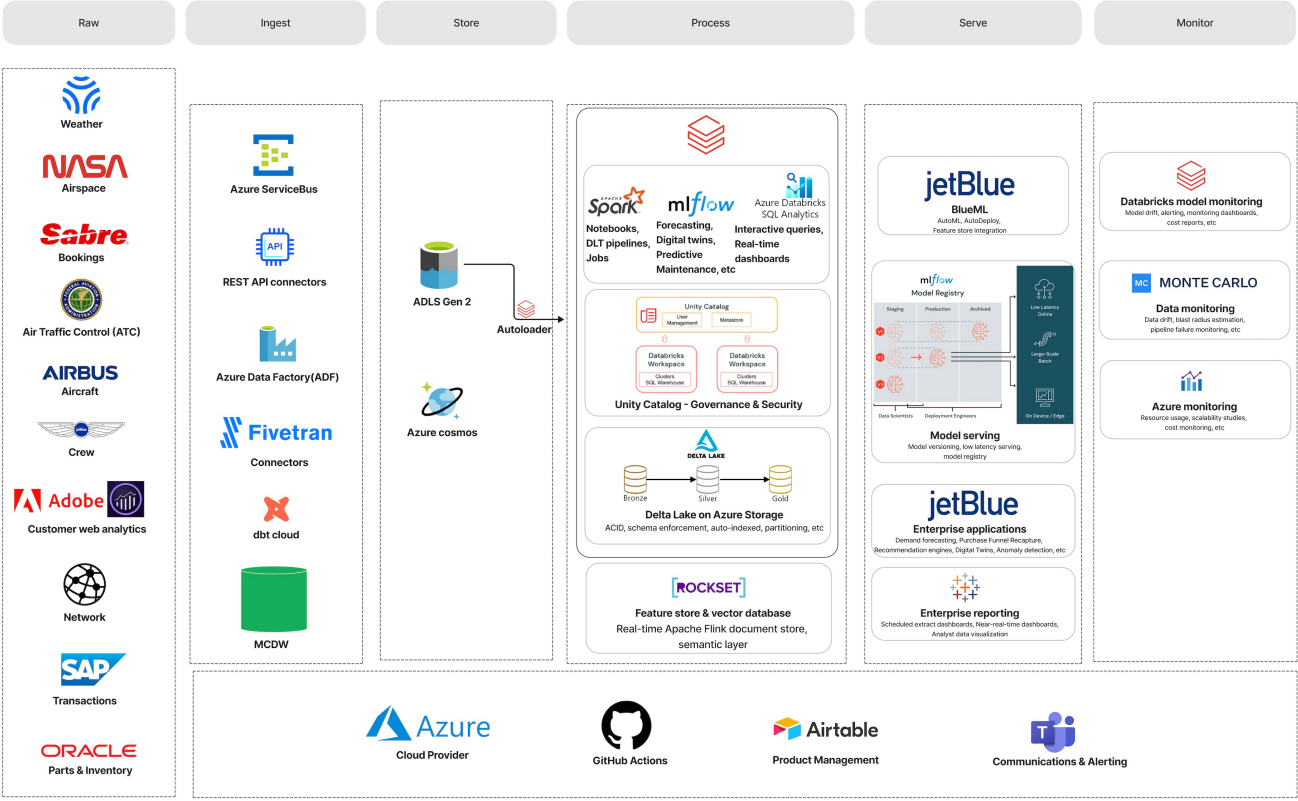 Raw
Ingest
Store
Process
Serve
Monitor
Weather
NASA
Airspace
Sabre
Bookings
Air Traffic Control (ATC)
AIRBUS
Aircraft
Crew
Adobe
Customer web analytics
Network
SAP
Transactions
ORACLE
Parts & Inventory
Azure ServiceBus
API
REST API connectors
Azure Data Factory(ADF)
Fivetran
Connectors
dbt cloud
MCDW
ADLS Gen 2
Azure cosmos
Autoloader
APACHE
Spark
Notebooks,
DLT pipelines,
Jobs
mlflow
Forecasting,
Digital twins,
Predictive
Maintenance, etc
Azure Databricks
SQL Analytics
Interactive queries,
Real-time
dashboards
Unity Catalog
User
Management
Metastore
Databricks
Workspace
Clusters
SQL Warehouse
Databricks
Workspace
Clusters
SQL Warehouse
Unity Catalog - Governance & Security
DELTA LAKE
Bronze
Silver
Gold
Delta Lake on Azure Storage
ACID, schema enforcement, auto-indexed, partitioning, etc
ROCKSET
Feature store & vector database
Real-time Apache Flink document store,
semantic layer
jetBlue
BlueML
AutoML, AutoDeploy,
Feature store integration
mlflow
Model Registry
Staging
Production
Archived
V1
V2
V3
Data Scientists
Deployment Engineers
Low Latency
Online
Large-Scale
Batch
On Device / Edge
Model serving
Model versioning, low latency serving,
model registry
jetBlue
Enterprise applications
Demand forecasting, Purchase Funnel Recapture,
Recommendation engines, Digital Twins, Anomaly detection, etc
Enterprise reporting
Scheduled extract dashboards, Near-real-time dashboards,
Analyst data visualization
Databricks model monitoring
Model drift, alerting, monitoring dashboards,
cost reports, etc
MC MONTE CARLO
Data monitoring
Data drift, blast radius estimation,
pipeline failure monitoring, etc
Azure monitoring
Resource usage, scalability studies,
cost monitoring, etc
Azure
Cloud Provider
GitHub Actions
Airtable
Product Management
T
Communications & Alerting